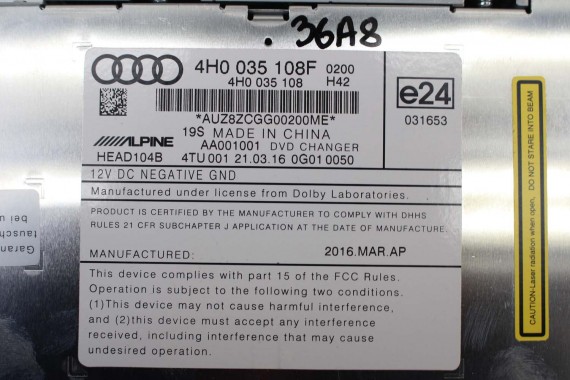 36A8
4H0 035 108F 0200
4H0 035 108 H42
*AUZ8ZCGG00200ME*
19S MADE IN CHINA
ALPINE AA001001 DVD CHANGER
HEAD104B 4TU 001 21.03.16 0G01 0050
e24
031653
12V DC NEGATIVE GND
Manufactured under license from Dolby Laboratories.
PRODUCT IS CERTIFIED BY THE MANUFACTURER TO COMPLY WITH DHHS
RULES 21 CFR SUBCHAPTER J APPLICATION AT THE DATE OF MANUFACTURE.
MANUFACTURED: 2016.MAR.AP
This device complies with part 15 of the FCC Rules.
Operation is subject to the following two conditions.
(1)This device may not cause harmful interference,
and (2)this device must accept any interference
received, including interference that may cause
undesired operation.
CAUTION-Laser radiation when open, DO NOT STARE INTO BEAM
Garan
tausch
bei u